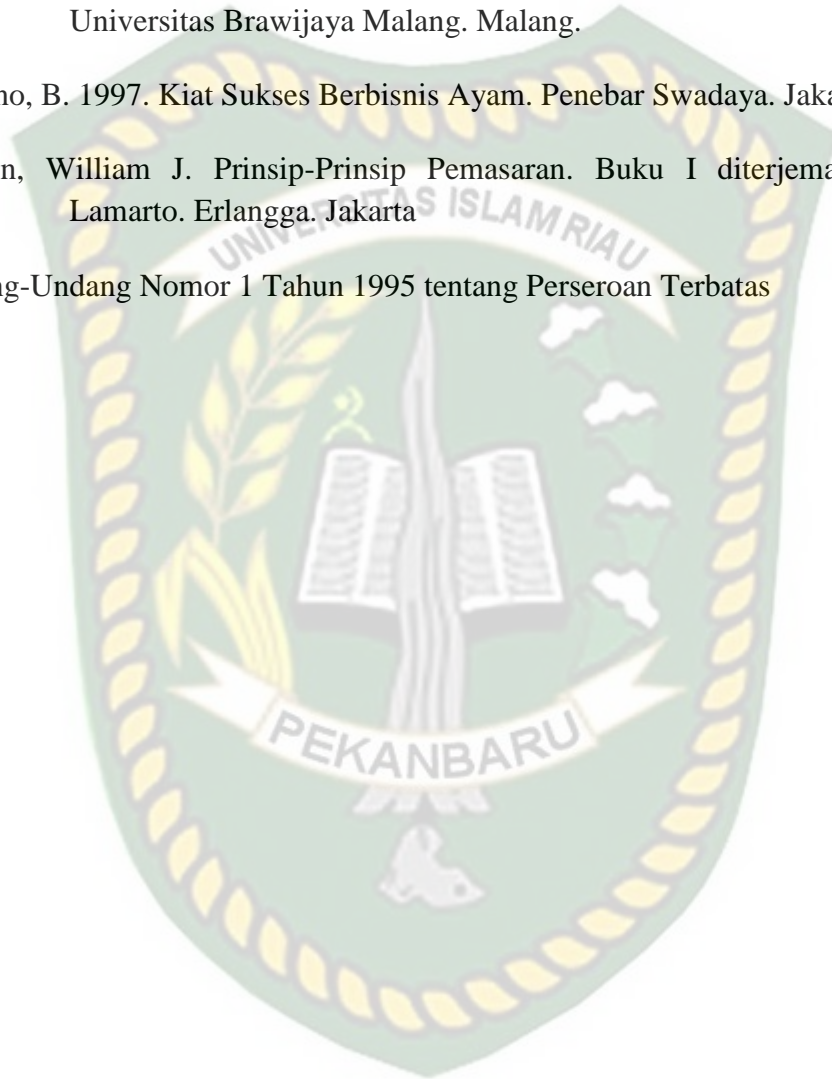 Universitas Brawijaya Malang. Malang.
no, B. 1997. Kiat Sukses Berbisnis Ayam. Penebar Swadaya. Jaka
n, William J. Prinsip-Prinsip Pemasaran. Buku I diterjema
Lamarto. Erlangga. Jakarta
ng-Undang Nomor 1 Tahun 1995 tentang Perseroan Terbatas
UNIVERSITAS ISLAM RIAU
PEKANBARU